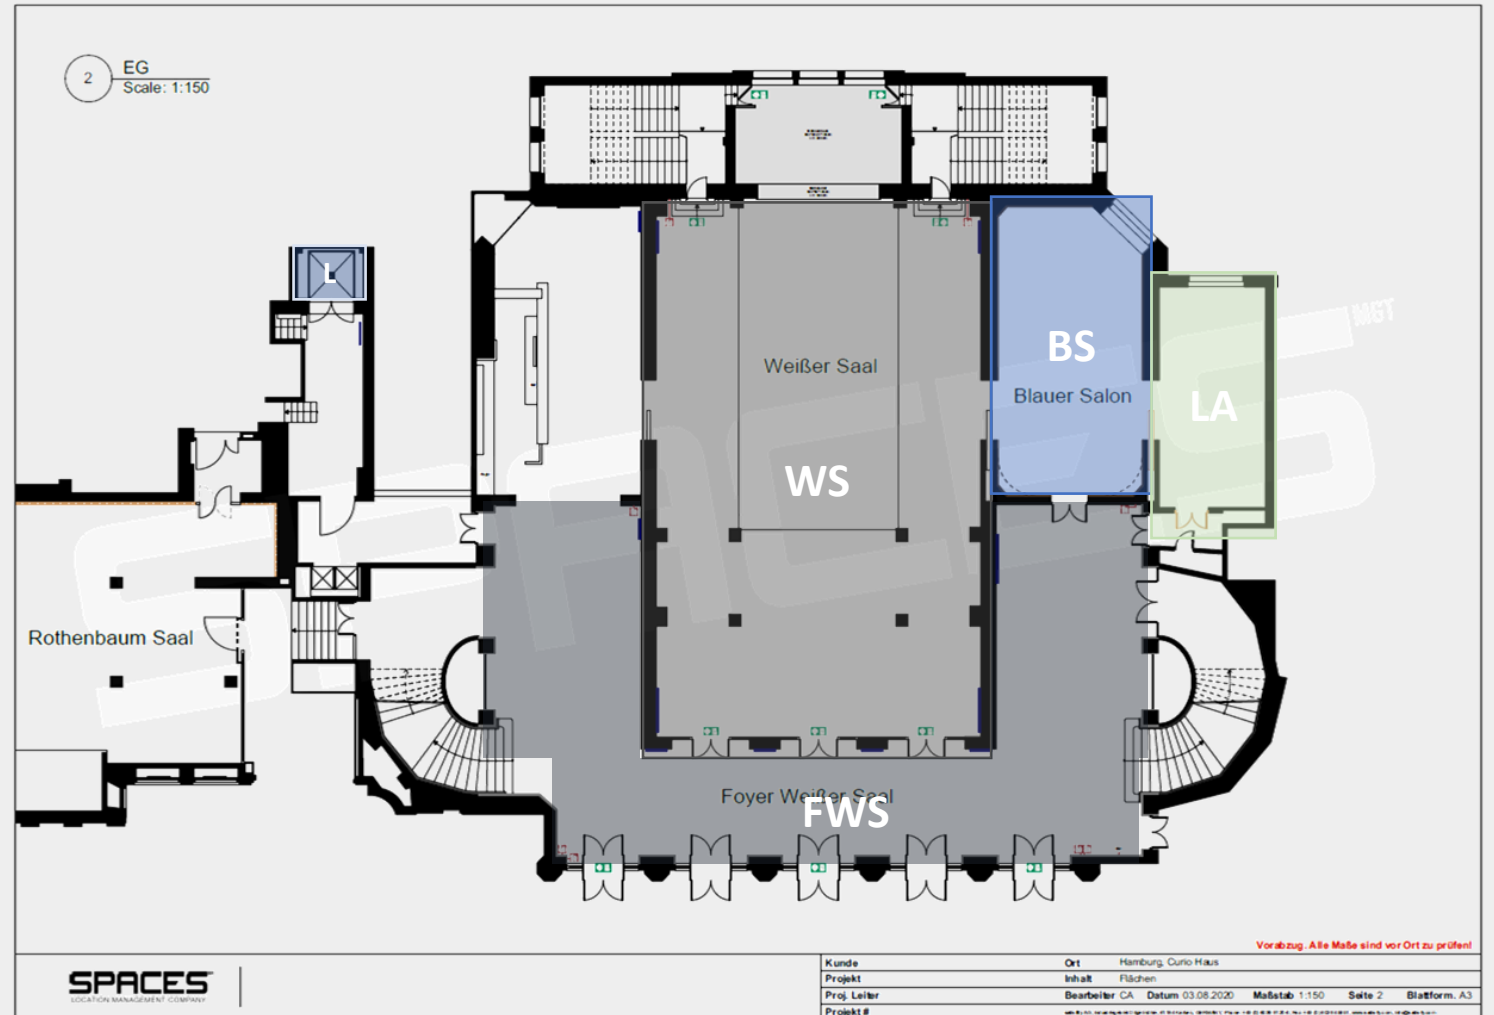 2
EG
Scale: 1:150
L
SPACES MGT
Weißer Saal
BS
Blauer Salon
LA
WS
Rothenbaum Saal
Foyer Weißer Saal
FWS
Vorabzug. Alle Maße sind vor Ort zu prüfen!
SPACES
LOCATION MANAGEMENT COMPANY
Kunde
Ort Hamburg, Curio Haus
Projekt
Inhalt Flächen
Proj. Leiter
Bearbeiter CA Datum 03.08.2020 Maßstab 1:150 Seite 2 Blattform. A3
Projekt #